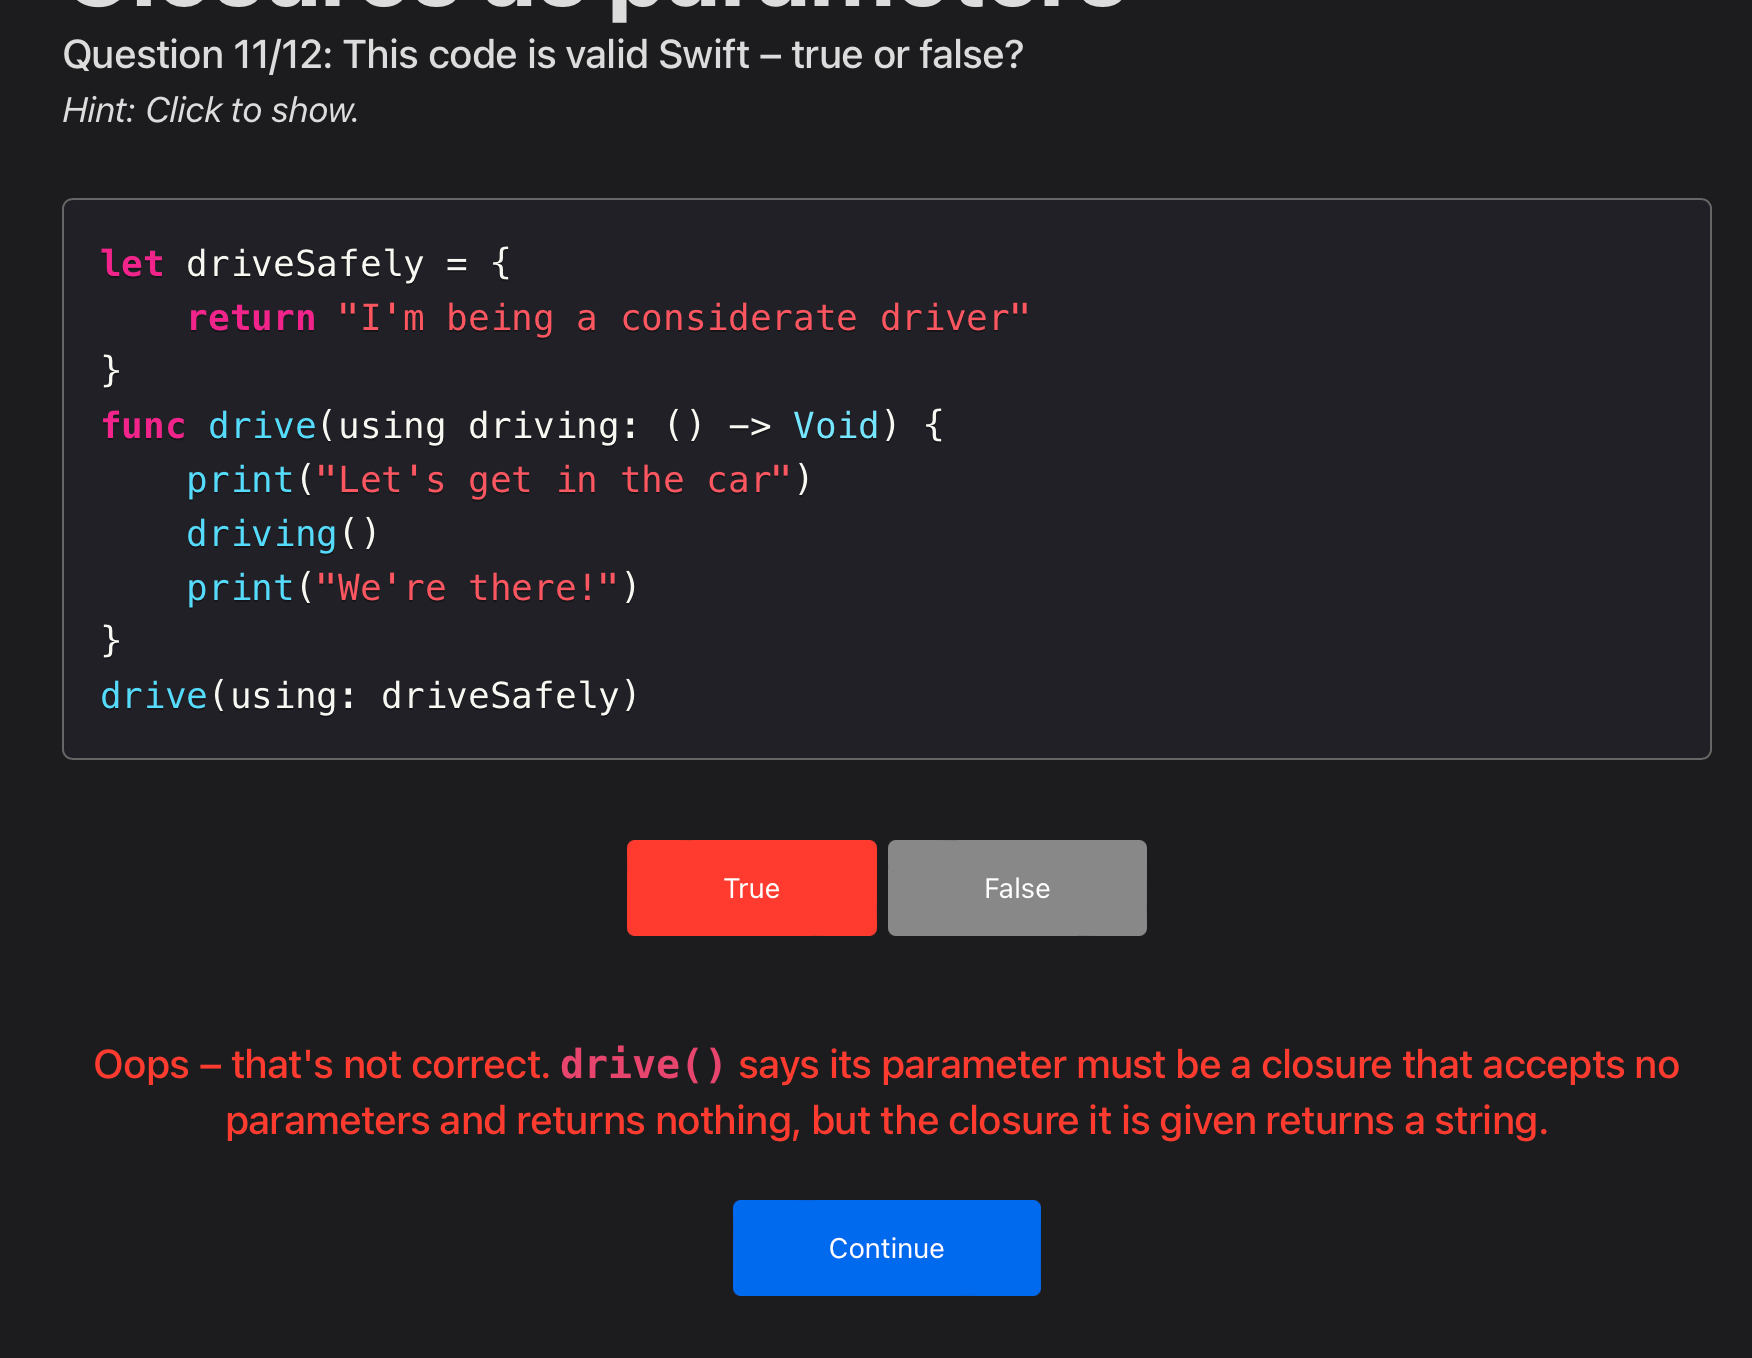 Closures as parameters
Question 11/12: This code is valid Swift – true or false?
Hint: Click to show.
let driveSafely = {
    return "I'm being a considerate driver"
}
func drive(using driving: () -> Void) {
    print("Let's get in the car")
    driving()
    print("We're there!")
}
drive(using: driveSafely)
True
False
Oops – that's not correct. drive() says its parameter must be a closure that accepts no
parameters and returns nothing, but the closure it is given returns a string.
Continue